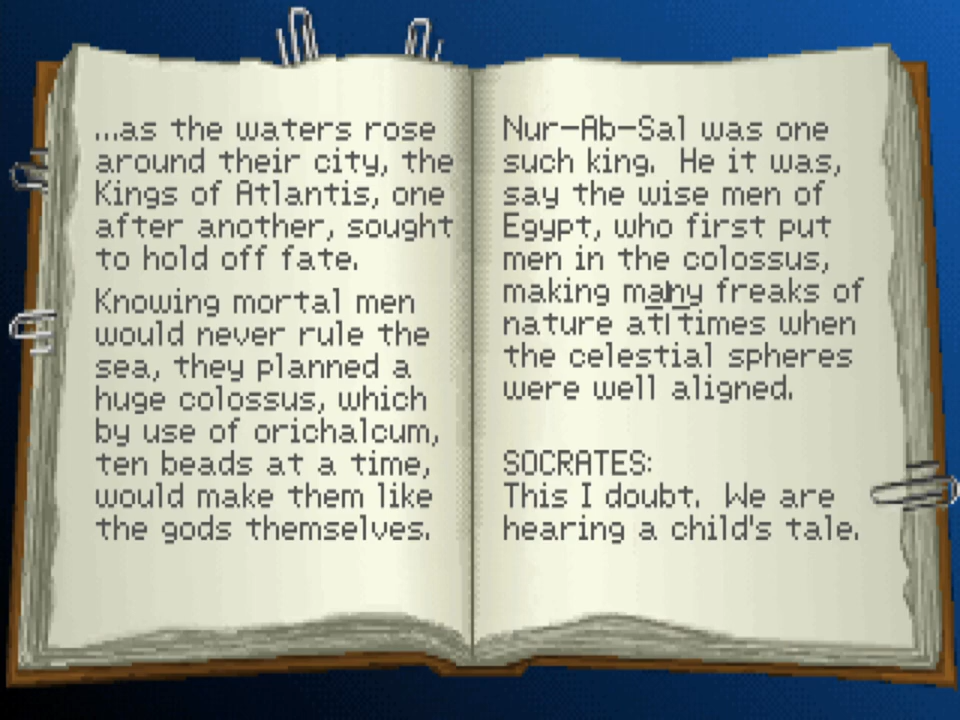 ...as the waters rose
around their city, the
Kings of Atlantis, one
after another, sought
to hold off fate.
Knowing mortal men
would never rule the
sea, they planned a
huge colossus, which
by use of orichalcum,
ten beads at a time,
would make them like
the gods themselves.
Nur-Ab-Sal was one
such king.  He it was,
say the wise men of
Egypt, who first put
men in the colossus,
making many freaks of
nature at times when
the celestial spheres
were well aligned.
SOCRATES:
This I doubt.  We are
hearing a child's tale.